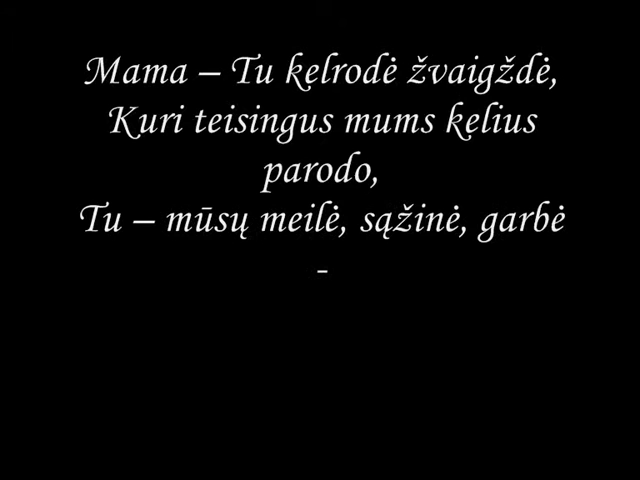 Mama – Tu kelrodė žvaigždė,
Kuri teisingus mums kelius
parodo,
Tu – mūsų meilė, sąžinė, garbė
-